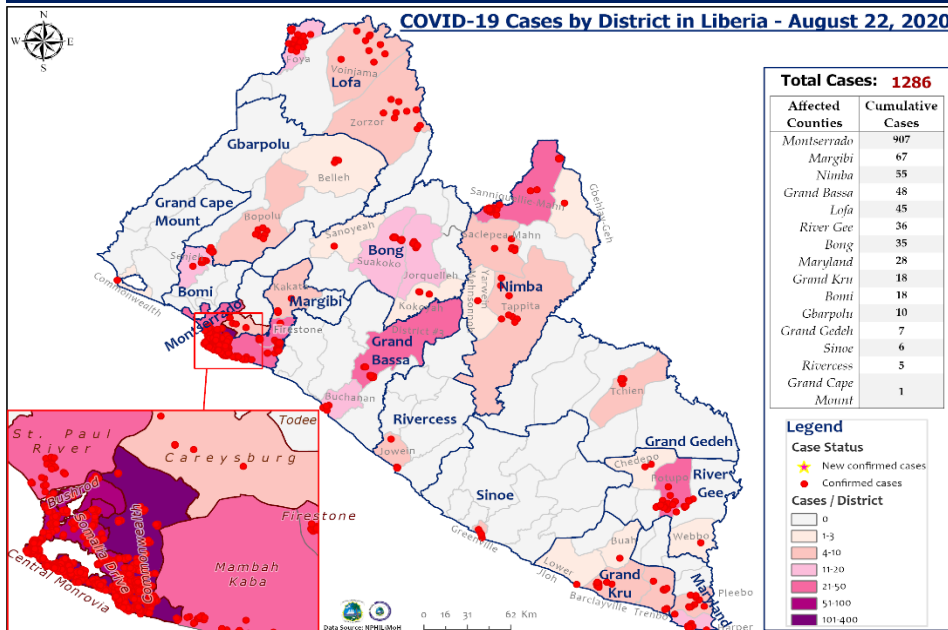 COVID-19 Cases by District in Liberia - August 22, 2020
N
W E
S
Total Cases: 1286
Affected Counties Cumulative Cases
Montserrado 907
Margibi 67
Nimba 55
Grand Bassa 48
Lofa 45
River Gee 36
Bong 35
Maryland 28
Grand Kru 18
Bomi 18
Gbarpolu 10
Grand Gedeh 7
Sinoe 6
Rivercess 5
Grand Cape Mount 1
Legend
Case Status
New confirmed cases
Confirmed cases
Cases / District
0
1-3
4-10
11-20
21-50
51-100
101-400
Foya
Voinjama
Lofa
Zorzor
Gbarpolu
Belleh
Grand Cape
Mount
Bopolu
Senjeh
Commonwealth
Bomi
Sanoyeah
Bong
Suakoko
Jorquelleh
Kokoyah
Kakata
Margibi
Montserrado
Firestone
District #3
Grand
Bassa
Buchanan
Sanniquellie Mahn
Gbehlay-Geh
Saclepea Mahn
Nimba
Yarwein
Mehnsonnoh
Tappita
Rivercess
Jowein
Tchien
Grand Gedeh
Chedepo
Potupo
River
Gee
Webbo
Sinoe
Greenville
Buah
Lower
Jloh
Grand
Kru
Barclayville
Trenbo
Maryland
Pleebo
Harper
Todee
St. Paul
River
Careysburg
Bushrod
Somalia Drive
Commonwealth
Firestone
Mambah
Kaba
Central Monrovia
Data Source: NPHIL/MoH
0 16 31 62 Km